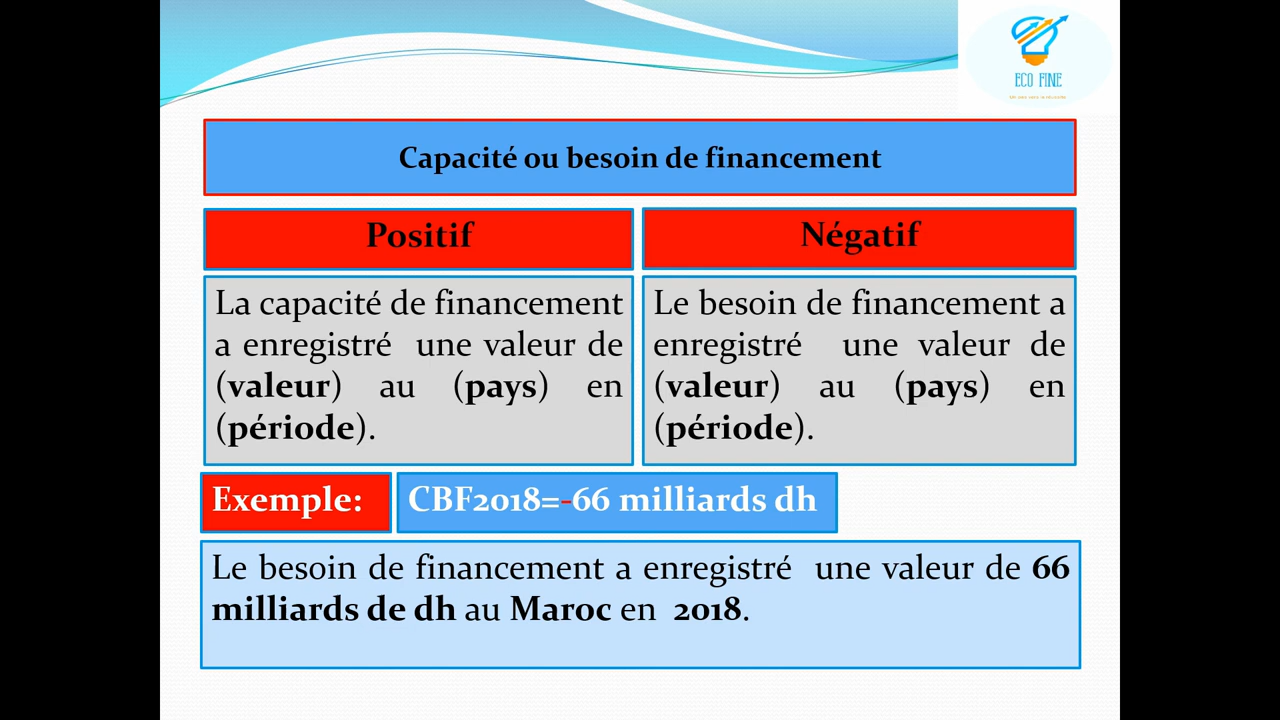 ECO FINE
Capacité ou besoin de financement
Positif
Négatif
La capacité de financement
a enregistré une valeur de
(valeur) au (pays) en
(période).
Le besoin de financement a
enregistré une valeur de
(valeur) au (pays) en
(période).
Exemple:
CBF2018=-66 milliards dh
Le besoin de financement a enregistré une valeur de 66
milliards de dh au Maroc en 2018.